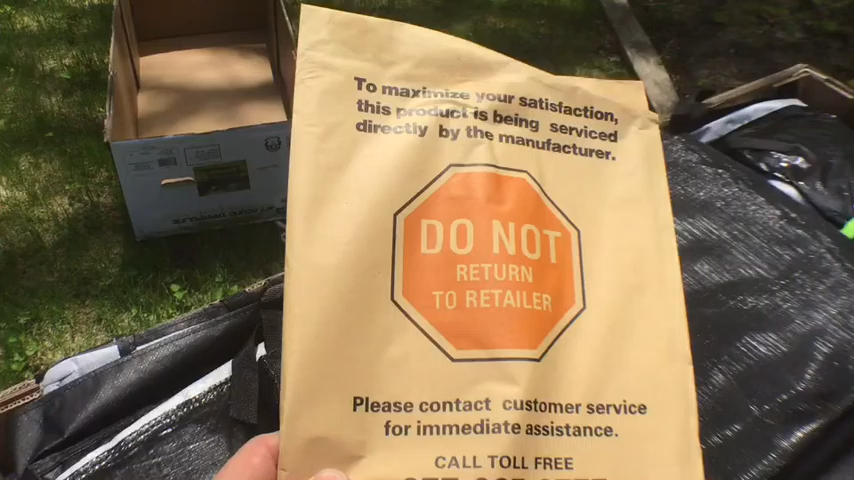 To maximize your satisfaction,
this product is being serviced
directly by the manufacturer.
DO NOT
RETURN
TO RETAILER
Please contact customer service
for immediate assistance.
CALL TOLL FREE